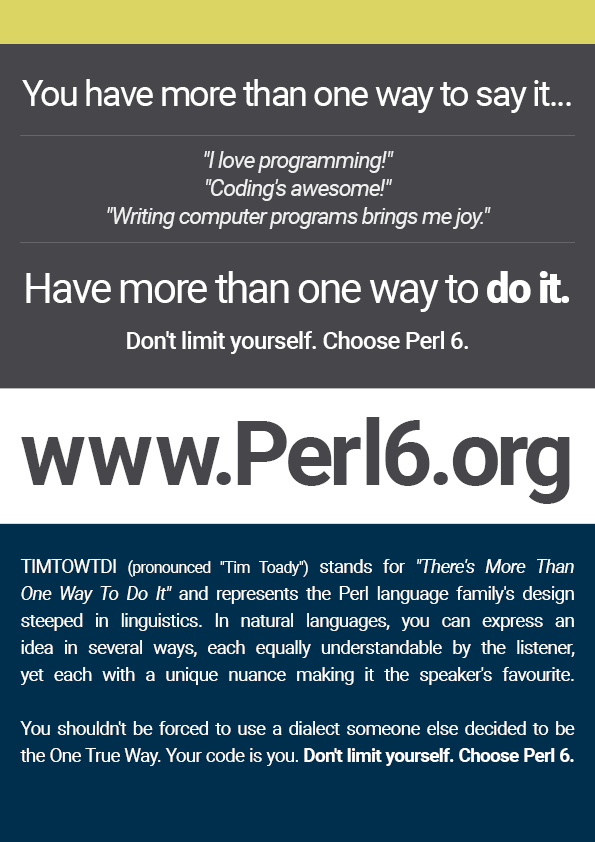 You have more than one way to say it...
"I love programming!"
"Coding's awesome!"
"Writing computer programs brings me joy."
Have more than one way to do it.
Don't limit yourself. Choose Perl 6.
www.Perl6.org
TIMTOWTDI (pronounced "Tim Toady") stands for "There's More Than
One Way To Do It" and represents the Perl language family's design
steeped in linguistics. In natural languages, you can express an
idea in several ways, each equally understandable by the listener,
yet each with a unique nuance making it the speaker's favourite.
You shouldn't be forced to use a dialect someone else decided to be
the One True Way. Your code is you. Don't limit yourself. Choose Perl 6.